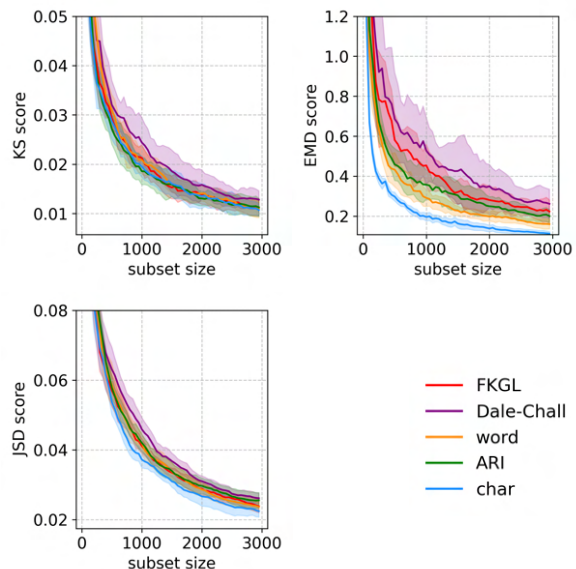 KS score
0.05
0.04
0.03
0.02
0.01
0 1000 2000 3000
subset size
EMD score
1.2
1.0
0.8
0.6
0.4
0.2
0 1000 2000 3000
subset size
JSD score
0.08
0.06
0.04
0.02
0 1000 2000 3000
subset size
FKGL
Dale-Chall
word
ARI
char